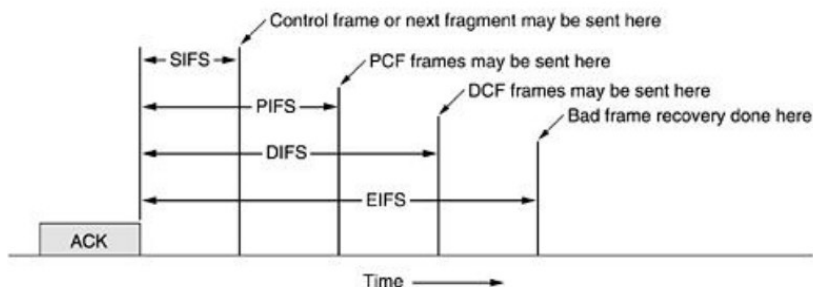 Control frame or next fragment may be sent here
SIFS
PCF frames may be sent here
PIFS
DCF frames may be sent here
DIFS
Bad frame recovery done here
EIFS
ACK
Time